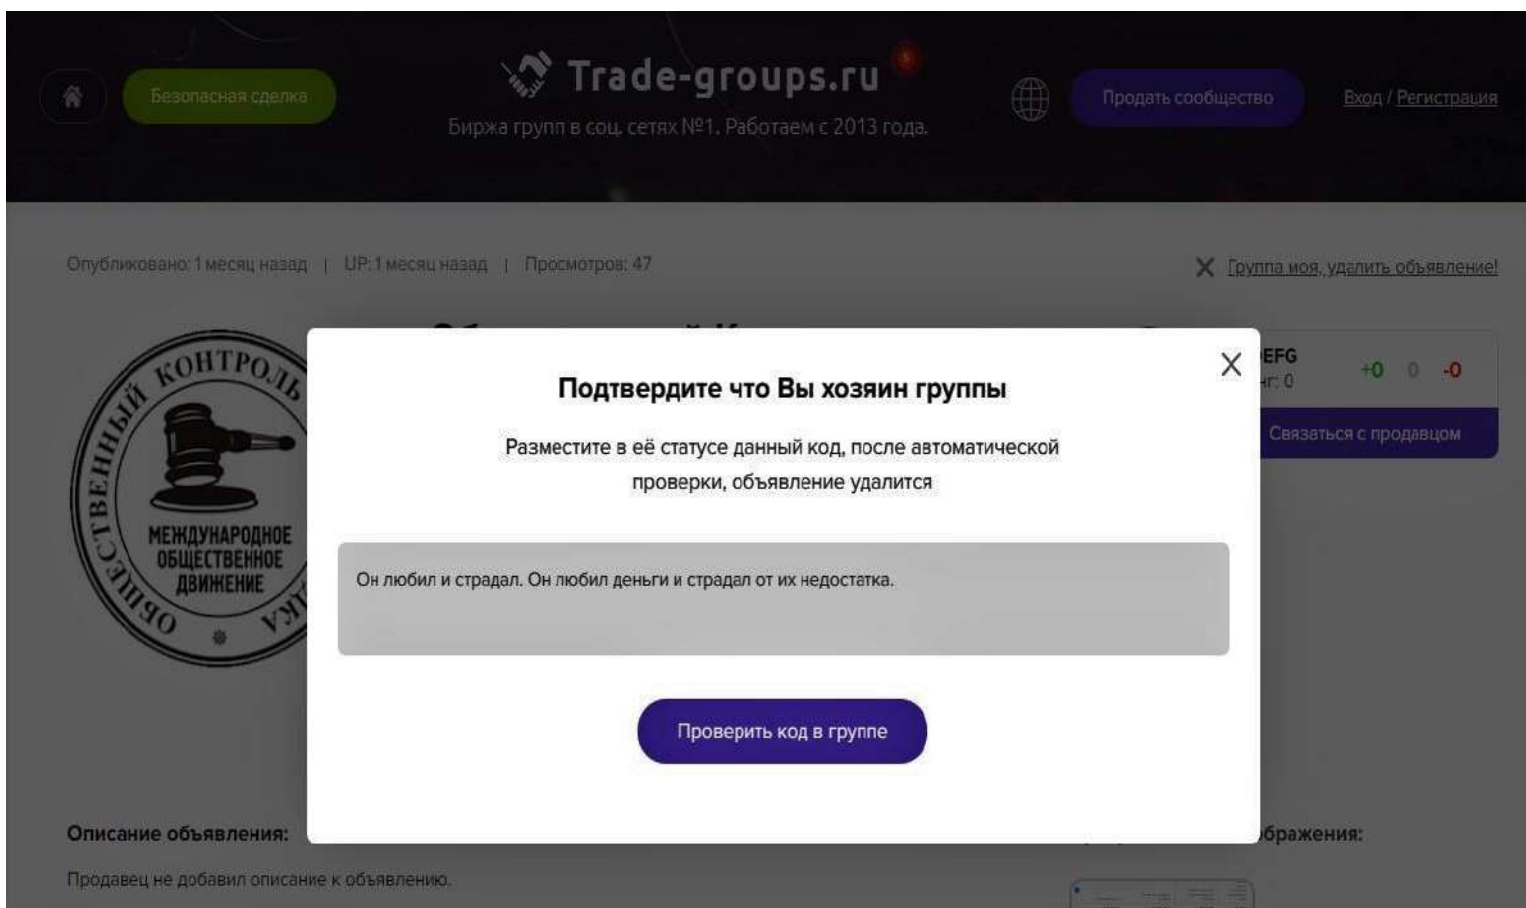 Безопасная сделка
Trade-groups.ru
Биржа групп в соц. сетях №1. Работаем с 2013 года.
Продать сообщество
Вход / Регистрация
Опубликовано: 1 месяц назад | UP: 1 месяц назад | Просмотров: 47
Группа моя, удалить объявление!
ОБЩЕСТВЕННЫЙ КОНТРОЛЬ
МЕЖДУНАРОДНОЕ
ОБЩЕСТВЕННОЕ
ДВИЖЕНИЕ
X
Подтвердите что Вы хозяин группы
Разместите в её статусе данный код, после автоматической
проверки, объявление удалится
Он любил и страдал. Он любил деньги и страдал от их недостатка.
Проверить код в группе
+0 0 -0
Связаться с продавцом
Описание объявления:
Продавец не добавил описание к объявлению.